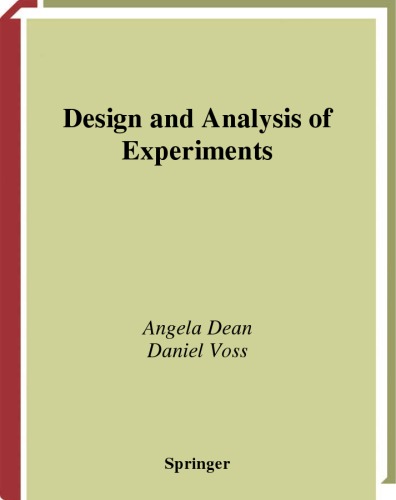 Design and Analysis of
Experiments
Angela Dean
Daniel Voss
Springer